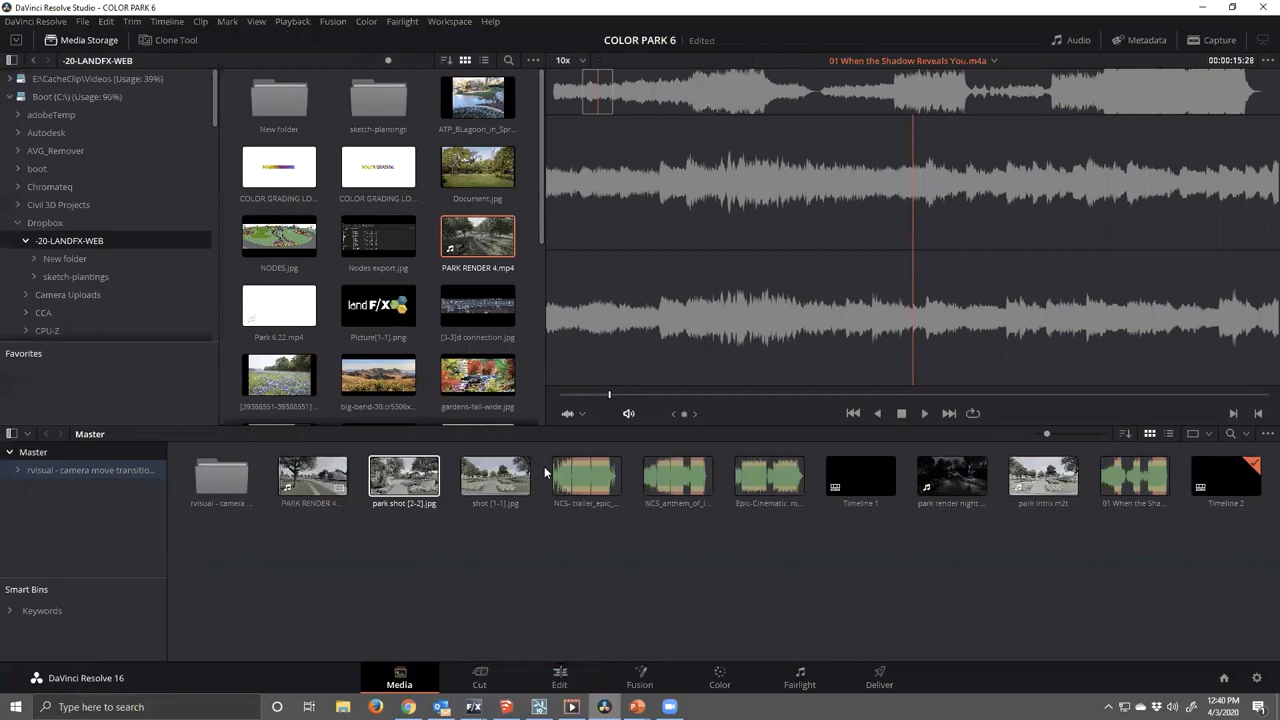 DaVinci Resolve Studio - COLOR PARK 6
DaVinci Resolve File Edit Trim Timeline Clip Mark View Playback Fusion Color Fairlight Workspace Help
Media Storage Clone Tool COLOR PARK 6 Edited Audio Metadata Capture
-20-LANDFX-WEB 10x 01 When the Shadow Reveals You.m4a 00:00:15:28
E:\CacheClip\Videos (Usage: 39%)
Boot (C:\) (Usage: 90%)
adobeTemp
Autodesk
AVG_Remover
boot
Chromateq
Civil 3D Projects
Dropbox
-20-LANDFX-WEB
New folder
sketch-plantings
Camera Uploads
CCA
CPU-Z
Favorites
New folder sketch-plantings ATP_BLagoon_in_Spr...
COLOR GRADING LO... COLOR GRADING LO... Document.jpg
NODES.jpg Nodes export.jpg PARK RENDER 4.mp4
land F/X
Park 6.22.mp4 Picture[1-1].png [3-3]d connection.jpg
[39388551-39388551]... big-bend-30.cr5306x... gardens-fall-wide.jpg
Master
Master
rvisual - camera move transitio...
rvisual - camera ... PARK RENDER 4... park shot [2-2].jpg shot [1-1].jpg NCS- trailer_epic_... NCS_anthem_of_i... Epic-Cinematic .m... Timeline 1 park render night... park intro.m2t 01 When the Sha... Timeline 2
Smart Bins
Keywords
DaVinci Resolve 16 Media Cut Edit Fusion Color Fairlight Deliver
Type here to search
12:40 PM
4/3/2020